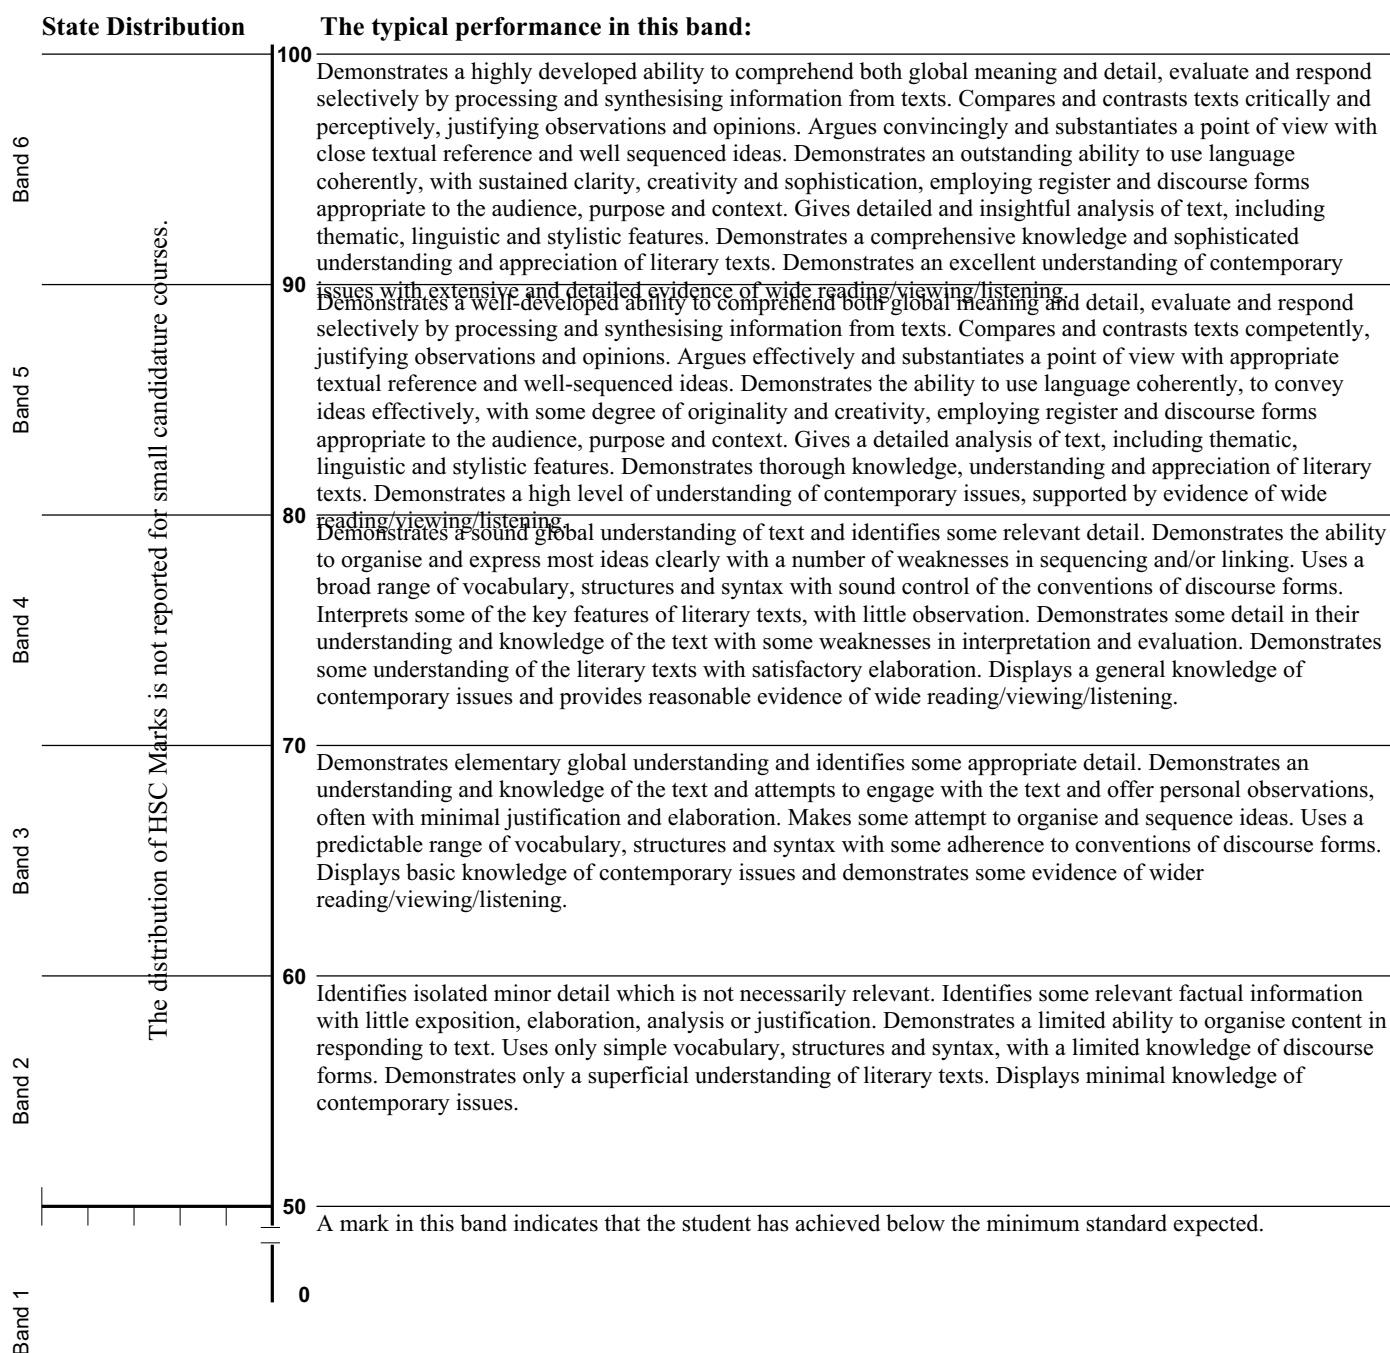 State Distribution
The typical performance in this band:
100
Band 6
Demonstrates a highly developed ability to comprehend both global meaning and detail, evaluate and respond
selectively by processing and synthesising information from texts. Compares and contrasts texts critically and
perceptively, justifying observations and opinions. Argues convincingly and substantiates a point of view with
close textual reference and well sequenced ideas. Demonstrates an outstanding ability to use language
coherently, with sustained clarity, creativity and sophistication, employing register and discourse forms
appropriate to the audience, purpose and context. Gives detailed and insightful analysis of text, including
thematic, linguistic and stylistic features. Demonstrates a comprehensive knowledge and sophisticated
understanding and appreciation of literary texts. Demonstrates an excellent understanding of contemporary
issues with extensive and detailed evidence of wide reading/viewing/listening.
90
Band 5
Demonstrates a well-developed ability to comprehend both global meaning and detail, evaluate and respond
selectively by processing and synthesising information from texts. Compares and contrasts texts competently,
justifying observations and opinions. Argues effectively and substantiates a point of view with appropriate
textual reference and well-sequenced ideas. Demonstrates the ability to use language coherently, to convey
ideas effectively, with some degree of originality and creativity, employing register and discourse forms
appropriate to the audience, purpose and context. Gives a detailed analysis of text, including thematic,
linguistic and stylistic features. Demonstrates thorough knowledge, understanding and appreciation of literary
texts. Demonstrates a high level of understanding of contemporary issues, supported by evidence of wide
reading/viewing/listening.
80
Band 4
Demonstrates a sound global understanding of text and identifies some relevant detail. Demonstrates the ability
to organise and express most ideas clearly with a number of weaknesses in sequencing and/or linking. Uses a
broad range of vocabulary, structures and syntax with sound control of the conventions of discourse forms.
Interprets some of the key features of literary texts, with little observation. Demonstrates some detail in their
understanding and knowledge of the text with some weaknesses in interpretation and evaluation. Demonstrates
some understanding of the literary texts with satisfactory elaboration. Displays a general knowledge of
contemporary issues and provides reasonable evidence of wide reading/viewing/listening.
70
Band 3
Demonstrates elementary global understanding and identifies some appropriate detail. Demonstrates an
understanding and knowledge of the text and attempts to engage with the text and offer personal observations,
often with minimal justification and elaboration. Makes some attempt to organise and sequence ideas. Uses a
predictable range of vocabulary, structures and syntax with some adherence to conventions of discourse forms.
Displays basic knowledge of contemporary issues and demonstrates some evidence of wider
reading/viewing/listening.
60
Band 2
Identifies isolated minor detail which is not necessarily relevant. Identifies some relevant factual information
with little exposition, elaboration, analysis or justification. Demonstrates a limited ability to organise content in
responding to text. Uses only simple vocabulary, structures and syntax, with a limited knowledge of discourse
forms. Demonstrates only a superficial understanding of literary texts. Displays minimal knowledge of
contemporary issues.
50
A mark in this band indicates that the student has achieved below the minimum standard expected.
0
Band 1
The distribution of HSC Marks is not reported for small candidature courses.